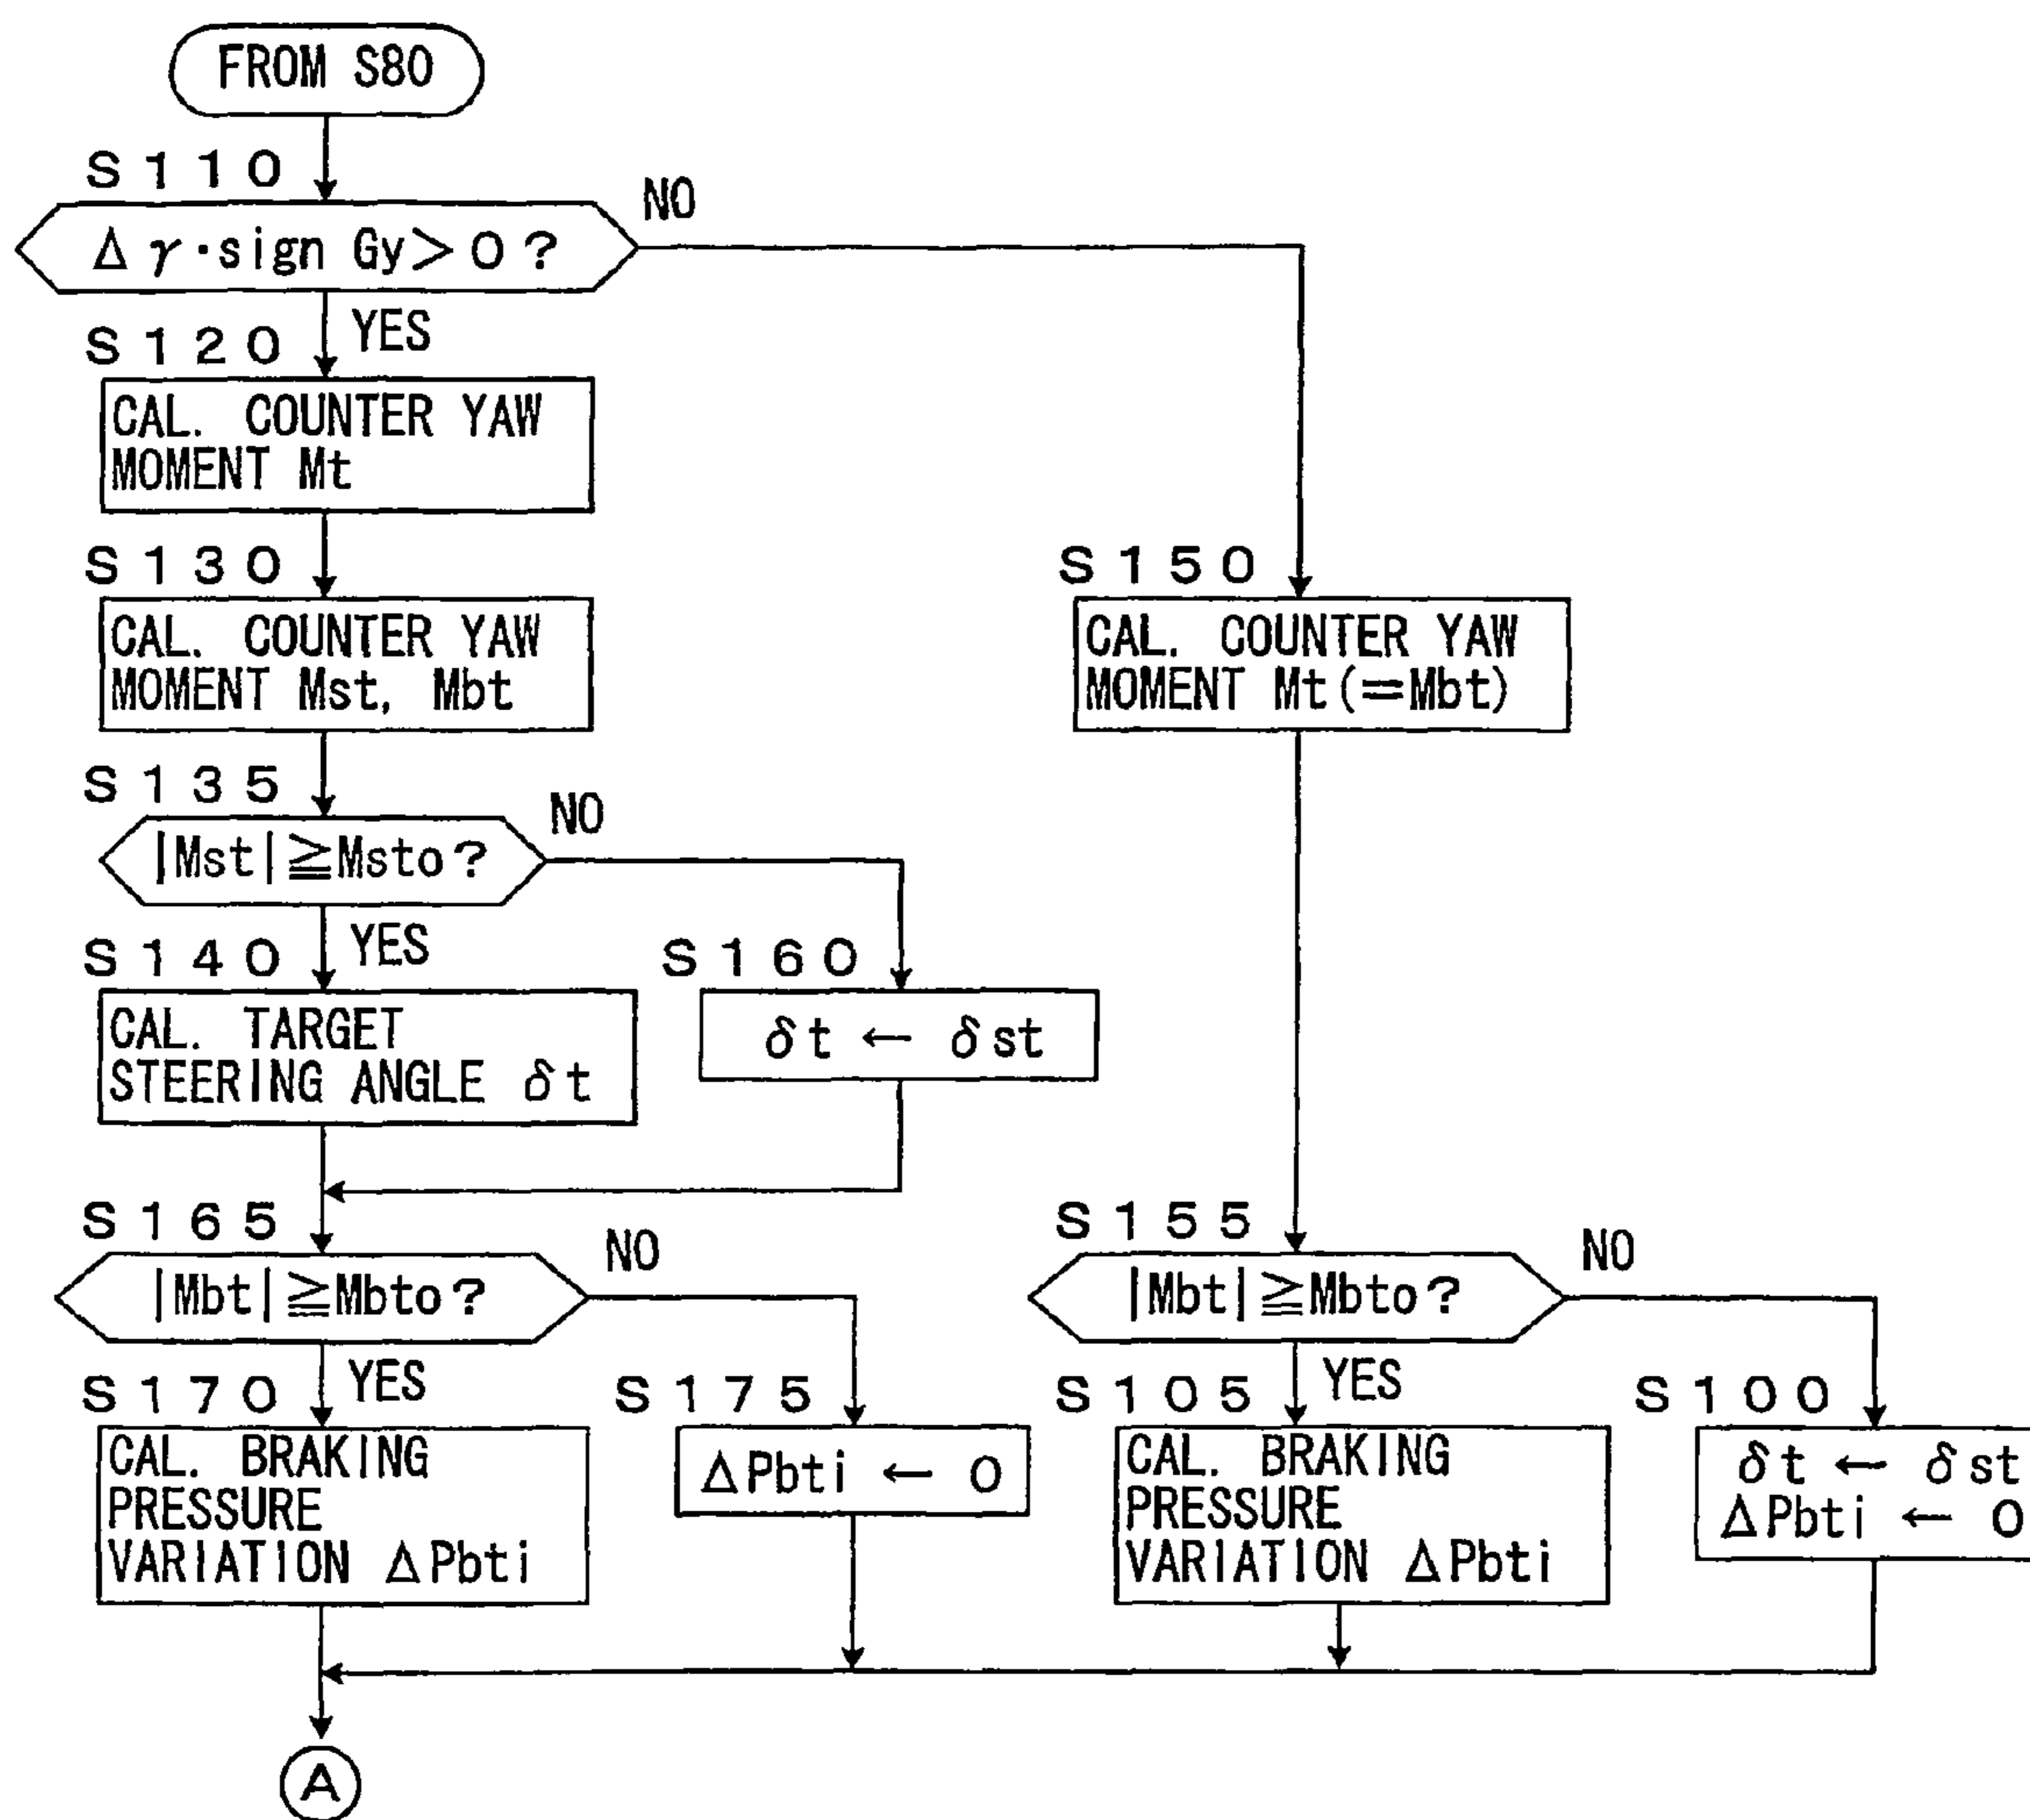 FROM S80
S110
NO
Δγ·sign Gy>0?
YES
S120
CAL. COUNTER YAW
MOMENT Mt
S130
CAL. COUNTER YAW
MOMENT Mst, Mbt
S150
CAL. COUNTER YAW
MOMENT Mt(=Mbt)
S135
NO
|Mst|≧Msto?
YES
S140
CAL. TARGET
STEERING ANGLE δt
S160
δt ← δst
S165
NO
|Mbt|≧Mbto?
YES
S170
CAL. BRAKING
PRESSURE
VARIATION ΔPbti
S175
ΔPbti ← 0
S155
NO
|Mbt|≧Mbto?
YES
S105
CAL. BRAKING
PRESSURE
VARIATION ΔPbti
S100
δt ← δst
ΔPbti ← 0
A